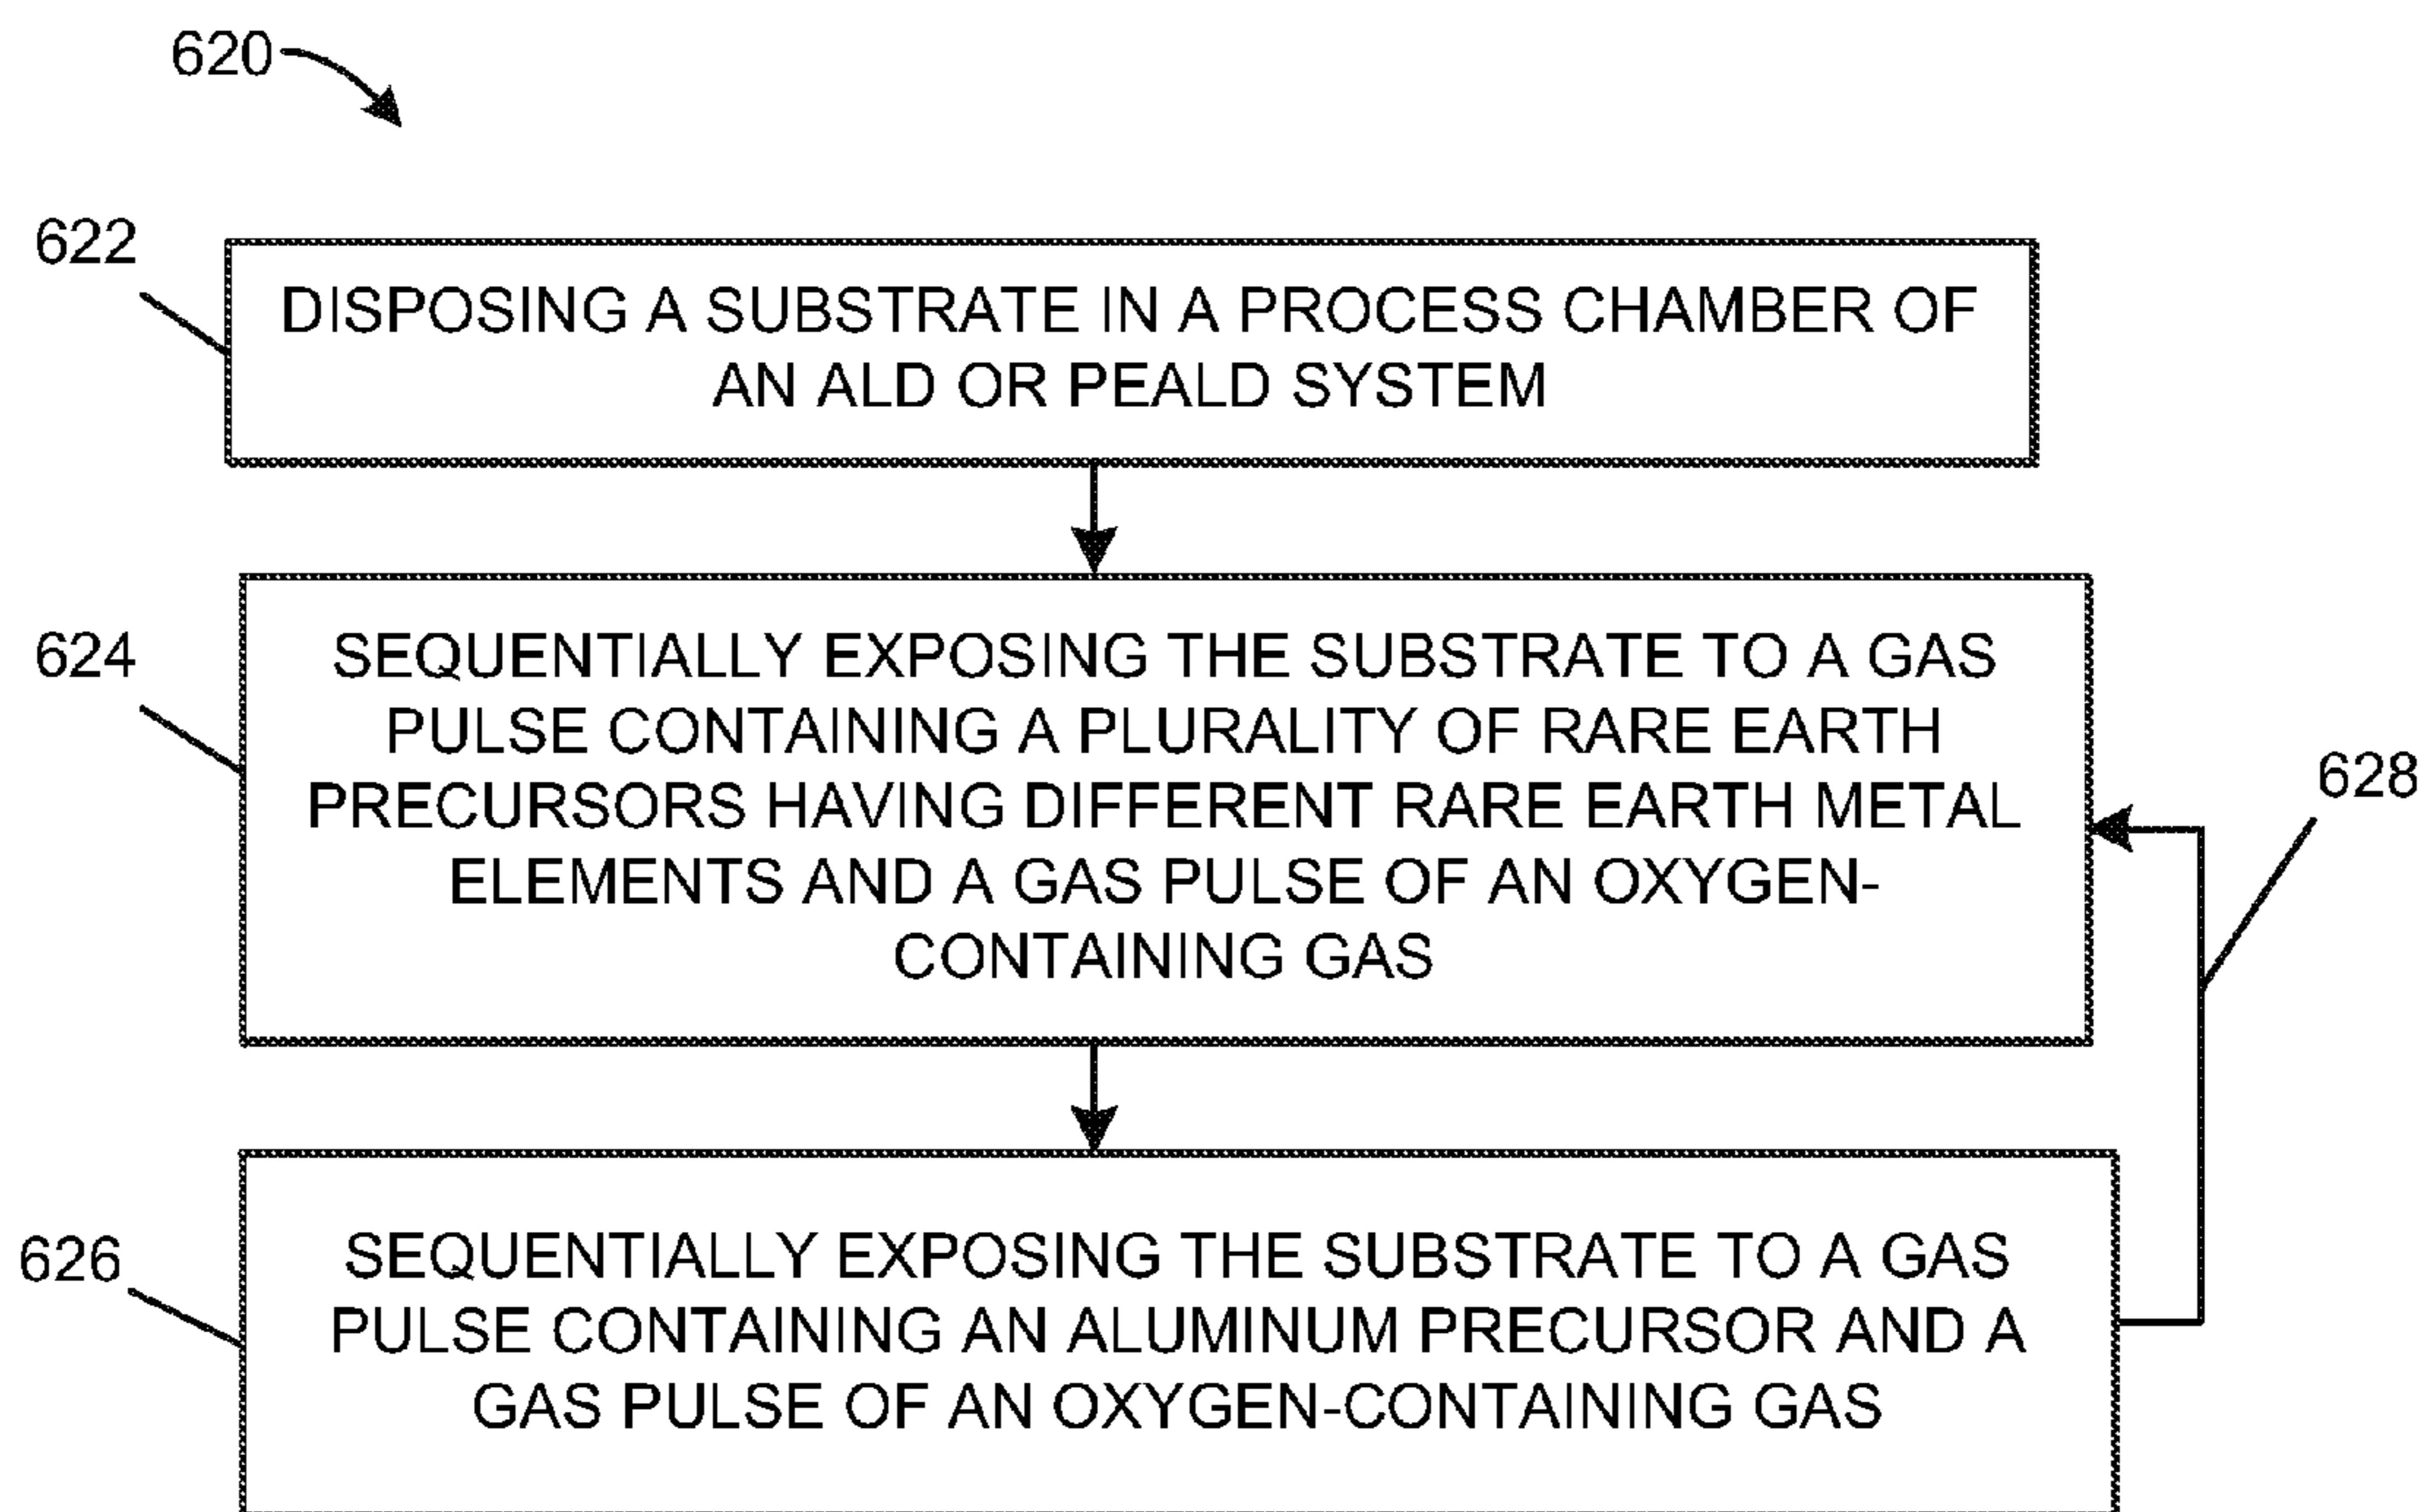 620
622
DISPOSING A SUBSTRATE IN A PROCESS CHAMBER OF
AN ALD OR PEALD SYSTEM
624
SEQUENTIALLY EXPOSING THE SUBSTRATE TO A GAS
PULSE CONTAINING A PLURALITY OF RARE EARTH
PRECURSORS HAVING DIFFERENT RARE EARTH METAL
ELEMENTS AND A GAS PULSE OF AN OXYGEN-
CONTAINING GAS
628
626
SEQUENTIALLY EXPOSING THE SUBSTRATE TO A GAS
PULSE CONTAINING AN ALUMINUM PRECURSOR AND A
GAS PULSE OF AN OXYGEN-CONTAINING GAS